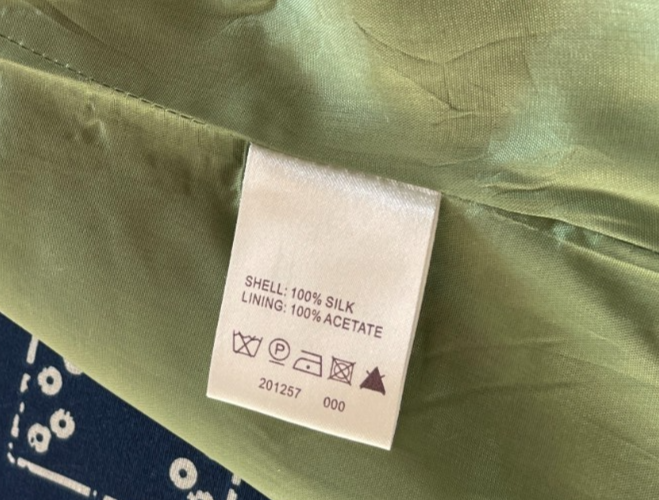 SHELL: 100% SILK
LINING: 100% ACETATE
P
201257 000